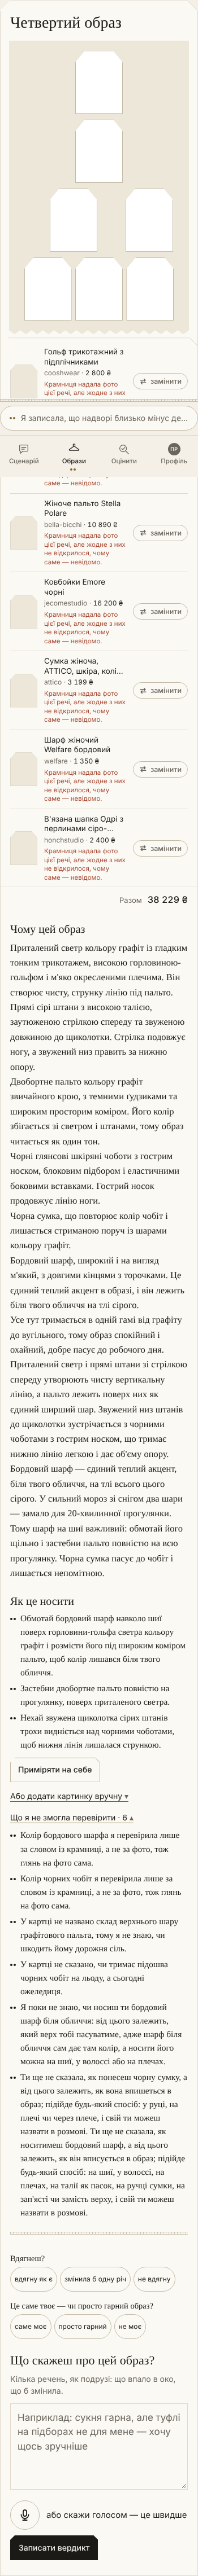 Четвертий образ
Гольф трикотажний з
підплічниками
cooshwear · 2 800 ₴
Крамниця надала фото
цієї речі, але жодне з них
замінити
Я записала, що надворі близько мінус де...
Сценарій
Образи
Оцінити
ПР
Профіль
чому саме — невідомо.
Жіноче пальто Stella
Polare
bella-bicchi · 10 890 ₴
Крамниця надала фото
цієї речі, але жодне з них
не відкрилося, чому
саме — невідомо.
замінити
Ковбойки Emore
чорні
jecomestudio · 16 200 ₴
Крамниця надала фото
цієї речі, але жодне з них
не відкрилося, чому
саме — невідомо.
замінити
Сумка жіноча,
ATTICO, шкіра, колі...
attico · 3 199 ₴
Крамниця надала фото
цієї речі, але жодне з них
не відкрилося, чому
саме — невідомо.
замінити
Шарф жіночий
Welfare бордовий
welfare · 1 350 ₴
Крамниця надала фото
цієї речі, але жодне з них
не відкрилося, чому
саме — невідомо.
замінити
В'язана шапка Одрі з
перлинами сіро-...
honchstudio · 2 400 ₴
Крамниця надала фото
цієї речі, але жодне з них
не відкрилося, чому
саме — невідомо.
замінити
Разом 38 229 ₴
Чому цей образ
Приталений светр кольору графіт із гладким
тонким трикотажем, високою горловиною-
гольфом і м'яко окресленими плечима. Він
створює чисту, струнку лінію під пальто.
Прямі сірі штани з високою талією,
заутюженою стрілкою спереду та звуженою
довжиною до щиколотки. Стрілка подовжує
ногу, а звужений низ править за нижню
опору.
Двобортне пальто кольору графіт
звичайного крою, з темними ґудзиками та
широким просторим коміром. Його колір
збігається зі светром і штанами, тому образ
читається як один тон.
Чорні глянсові шкіряні чоботи з гострим
носком, блоковим підбором і еластичними
боковими вставками. Гострий носок
продовжує лінію ноги.
Чорна сумка, що повторює колір чобіт і
лишається стриманою поруч із шарами
кольору графіт.
Бордовий шарф, широкий і на вигляд
м'який, з довгими кінцями з торочками. Це
єдиний теплий акцент в образі, і він лежить
біля твого обличчя на тлі сірого.
Усе тут тримається в одній гамі від графіту
до вугільного, тому образ спокійний і
охайний, добре пасує до робочого дня.
Приталений светр і прямі штани зі стрілкою
спереду утворюють чисту вертикальну
лінію, а пальто лежить поверх них як
єдиний ширший шар. Звужений низ штанів
до щиколотки зустрічається з чорними
чоботами з гострим носком, що тримає
нижню лінію легкою і дає об'єму опору.
Бордовий шарф — єдиний теплий акцент,
біля твого обличчя, на тлі всього цього
сірого. У сильний мороз зі снігом два шари
— замало для 20-хвилинної прогулянки.
Тому шарф на шиї важливий: обмотай його
щільно і застебни пальто повністю на всю
прогулянку. Чорна сумка пасує до чобіт і
лишається непомітною.
Як це носити
Обмотай бордовий шарф навколо шиї
поверх горловини-гольфа светра кольору
графіт і розмісти його під широким коміром
пальто, щоб колір лишався біля твого
обличчя.
Застебни двобортне пальто повністю на
прогулянку, поверх приталеного светра.
Нехай звужена щиколотка сірих штанів
трохи видніється над чорними чоботами,
щоб нижня лінія лишалася стрункою.
Приміряти на себе
Або додати картинку вручну ▾
Що я не змогла перевірити · 6 ▴
Колір бордового шарфа я перевірила лише
за словом із крамниці, а не за фото, тож
глянь на фото сама.
Колір чорних чобіт я перевірила лише за
словом із крамниці, а не за фото, тож глянь
на фото сама.
У картці не названо склад верхнього шару
графітового пальта, тому я не знаю, чи
шкодить йому дорожня сіль.
У картці не сказано, чи тримає підошва
чорних чобіт на льоду, а сьогодні
ожеледиця.
Я поки не знаю, чи носиш ти бордовий
шарф біля обличчя: від цього залежить,
який верх тобі пасуватиме, адже шарф біля
обличчя сам дає там колір, а носити його
можна на шиї, у волоссі або на плечах.
Ти ще не сказала, як понесеш чорну сумку, а
від цього залежить, як вона впишеться в
образ; підійде будь-який спосіб: у руці, на
плечі чи через плече, і свій ти можеш
назвати в розмові. Ти ще не сказала, як
носитимеш бордовий шарф, а від цього
залежить, як він вписується в образ; підійде
будь-який спосіб: на шиї, у волоссі, на
плечах, на талії як пасок, на ручці сумки, на
зап'ясті чи замість верху, і свій ти можеш
назвати в розмові.
Вдягнеш?
вдягну як є
змінила б одну річ
не вдягну
Це саме твоє — чи просто гарний образ?
саме моє
просто гарний
не моє
Що скажеш про цей образ?
Кілька речень, як подрузі: що впало в око,
що б змінила.
Наприклад: сукня гарна, але туфлі
на підборах не для мене — хочу
щось зручніше
або скажи голосом — це швидше
Записати вердикт